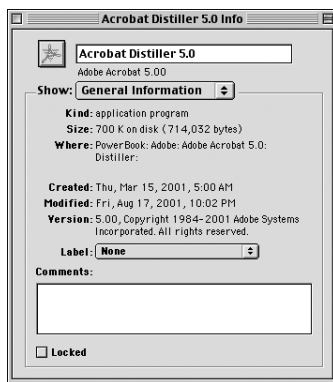 Acrobat Distiller 5.0 Info
Acrobat Distiller 5.0
Adobe Acrobat 5.00
Show: General Information
Kind: application program
Size: 700 K on disk (714,032 bytes)
Where: PowerBook: Adobe: Adobe Acrobat 5.0:
Distiller:
Created: Thu, Mar 15, 2001, 5:00 AM
Modified: Fri, Aug 17, 2001, 10:02 PM
Version: 5.00, Copyright 1984-2001 Adobe Systems
Incorporated. All rights reserved.
Label: None
Comments:
Locked